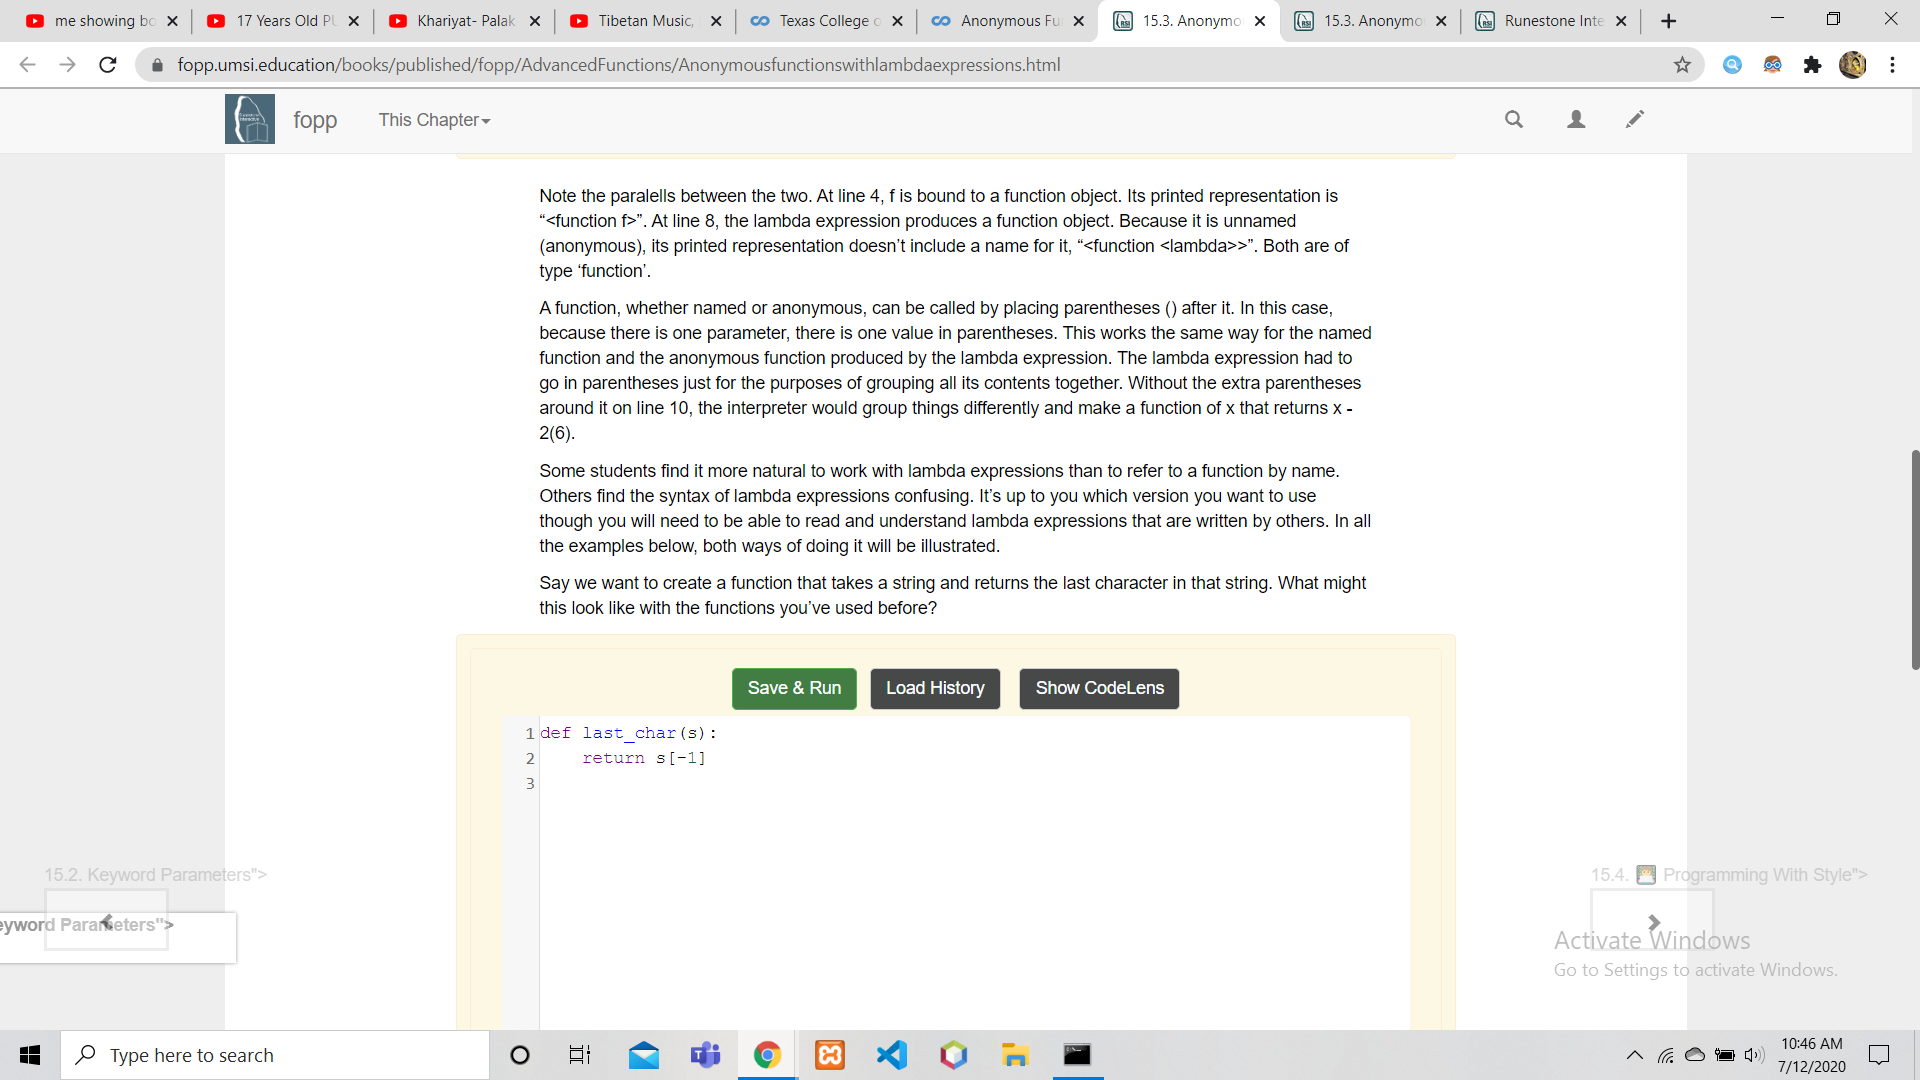 me showing bo
17 Years Old PU
Khariyat- Palak
Tibetan Music,
Texas College o
Anonymous Fu
15.3. Anonymo
15.3. Anonymo
Runestone Inte
fopp.umsi.education/books/published/fopp/AdvancedFunctions/Anonymousfunctionswithlambdaexpressions.html
fopp
This Chapter
Note the paralells between the two. At line 4, f is bound to a function object. Its printed representation is
“<function f>”. At line 8, the lambda expression produces a function object. Because it is unnamed
(anonymous), its printed representation doesn’t include a name for it, “<function <lambda>>”. Both are of
type ‘function’.
A function, whether named or anonymous, can be called by placing parentheses () after it. In this case,
because there is one parameter, there is one value in parentheses. This works the same way for the named
function and the anonymous function produced by the lambda expression. The lambda expression had to
go in parentheses just for the purposes of grouping all its contents together. Without the extra parentheses
around it on line 10, the interpreter would group things differently and make a function of x that returns x -
2(6).
Some students find it more natural to work with lambda expressions than to refer to a function by name.
Others find the syntax of lambda expressions confusing. It’s up to you which version you want to use
though you will need to be able to read and understand lambda expressions that are written by others. In all
the examples below, both ways of doing it will be illustrated.
Say we want to create a function that takes a string and returns the last character in that string. What might
this look like with the functions you’ve used before?
Save & Run
Load History
Show CodeLens
1 def last_char(s):
2     return s[-1]
3
15.2. Keyword Parameters">
eyword Parameters">
15.4. Programming With Style">
Activate Windows
Go to Settings to activate Windows.
Type here to search
10:46 AM
7/12/2020